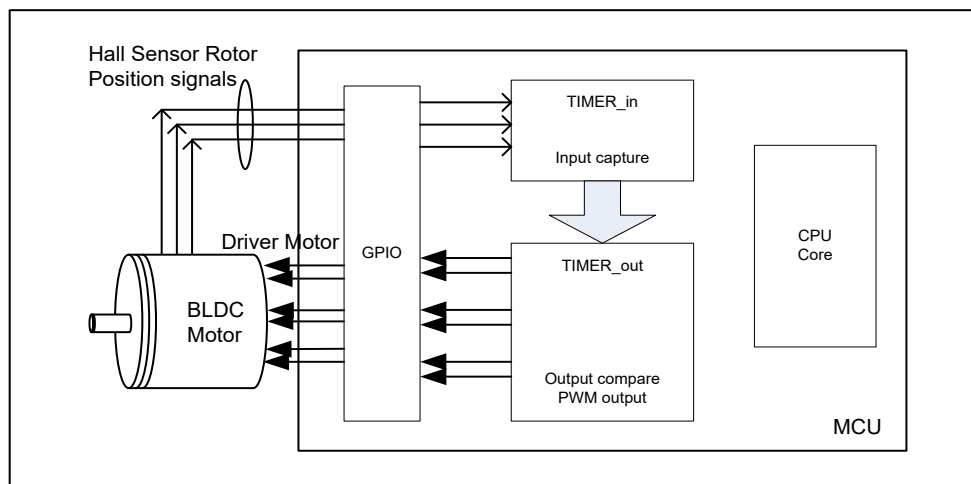 Hall Sensor Rotor
Position signals
TIMER_in
Input capture
CPU
Core
Driver Motor
GPIO
TIMER_out
BLDC
Motor
Output compare
PWM output
MCU